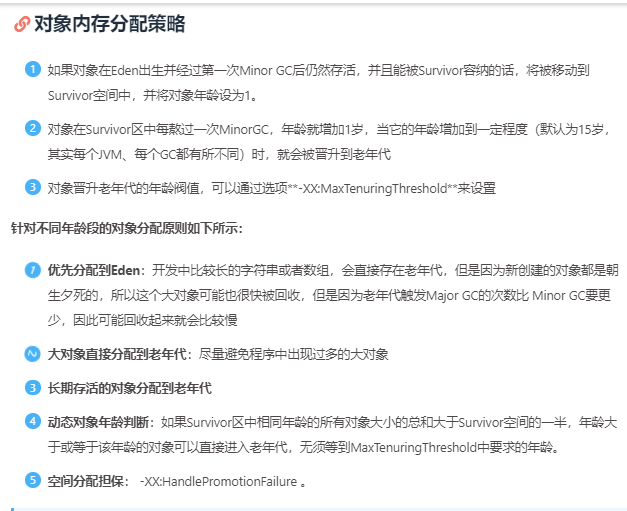 对象内存分配策略
1 如果对象在Eden出生并经过第一次Minor GC后仍然存活，并且能被Survivor容纳的话，将被移动到
Survivor空间中，并将对象年龄设为1。
2 对象在Survivor区中每熬过一次MinorGC，年龄就增加1岁，当它的年龄增加到一定程度（默认为15岁，
其实每个JVM、每个GC都有所不同）时，就会被晋升到老年代
3 对象晋升老年代的年龄阀值，可以通过选项**-XX:MaxTenuringThreshold**来设置
针对不同年龄段的对象分配原则如下所示：
1 优先分配到Eden：开发中比较长的字符串或者数组，会直接存在老年代，但是因为新创建的对象都是朝
生夕死的，所以这个大对象可能也很快被回收，但是因为老年代触发Major GC的次数比 Minor GC要更
少，因此可能回收起来就会比较慢
2 大对象直接分配到老年代：尽量避免程序中出现过多的大对象
3 长期存活的对象分配到老年代
4 动态对象年龄判断：如果Survivor区中相同年龄的所有对象大小的总和大于Survivor空间的一半，年龄大
于或等于该年龄的对象可以直接进入老年代，无须等到MaxTenuringThreshold中要求的年龄。
5 空间分配担保： -XX:HandlePromotionFailure 。